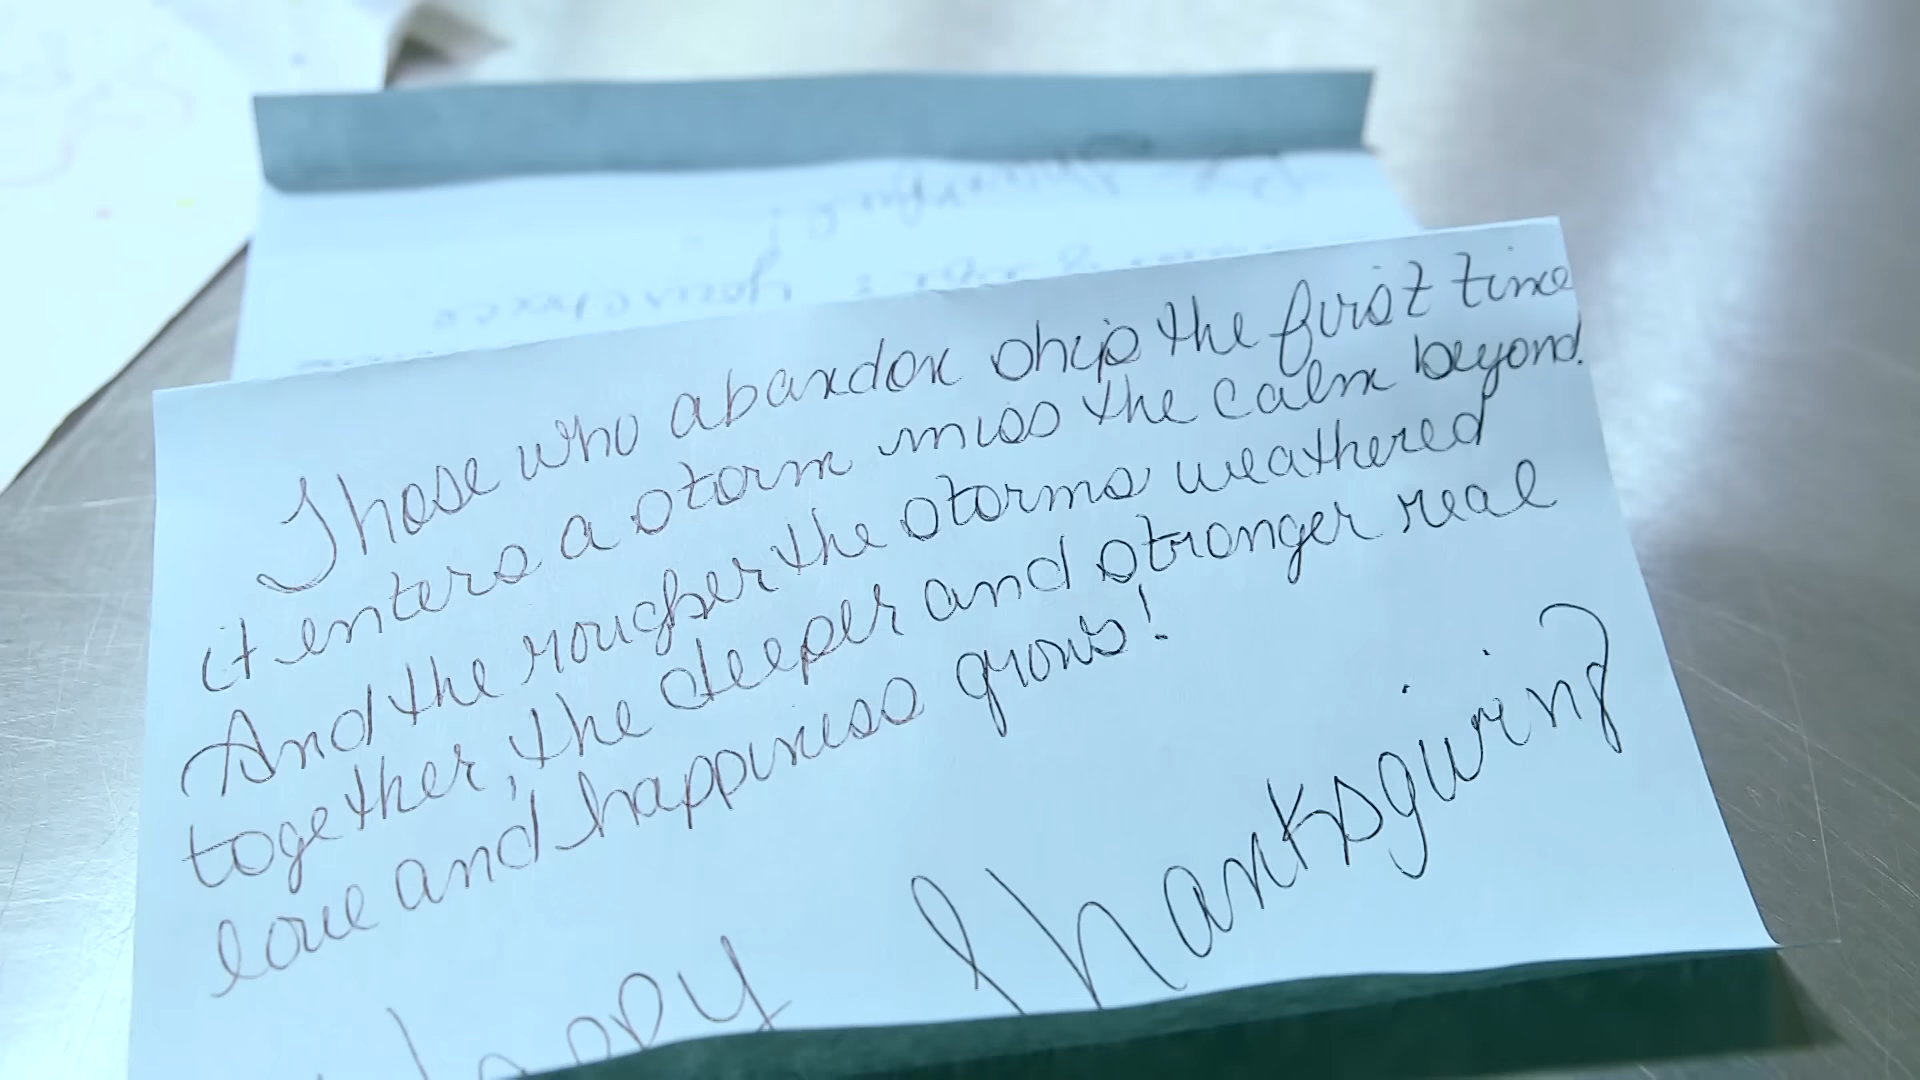 Those who abandon ship the first time
it enters a storm miss the calm beyond.
And the rougher the storms weathered
together, the deeper and stronger real
love and happiness grows!
Happy Thanksgiving